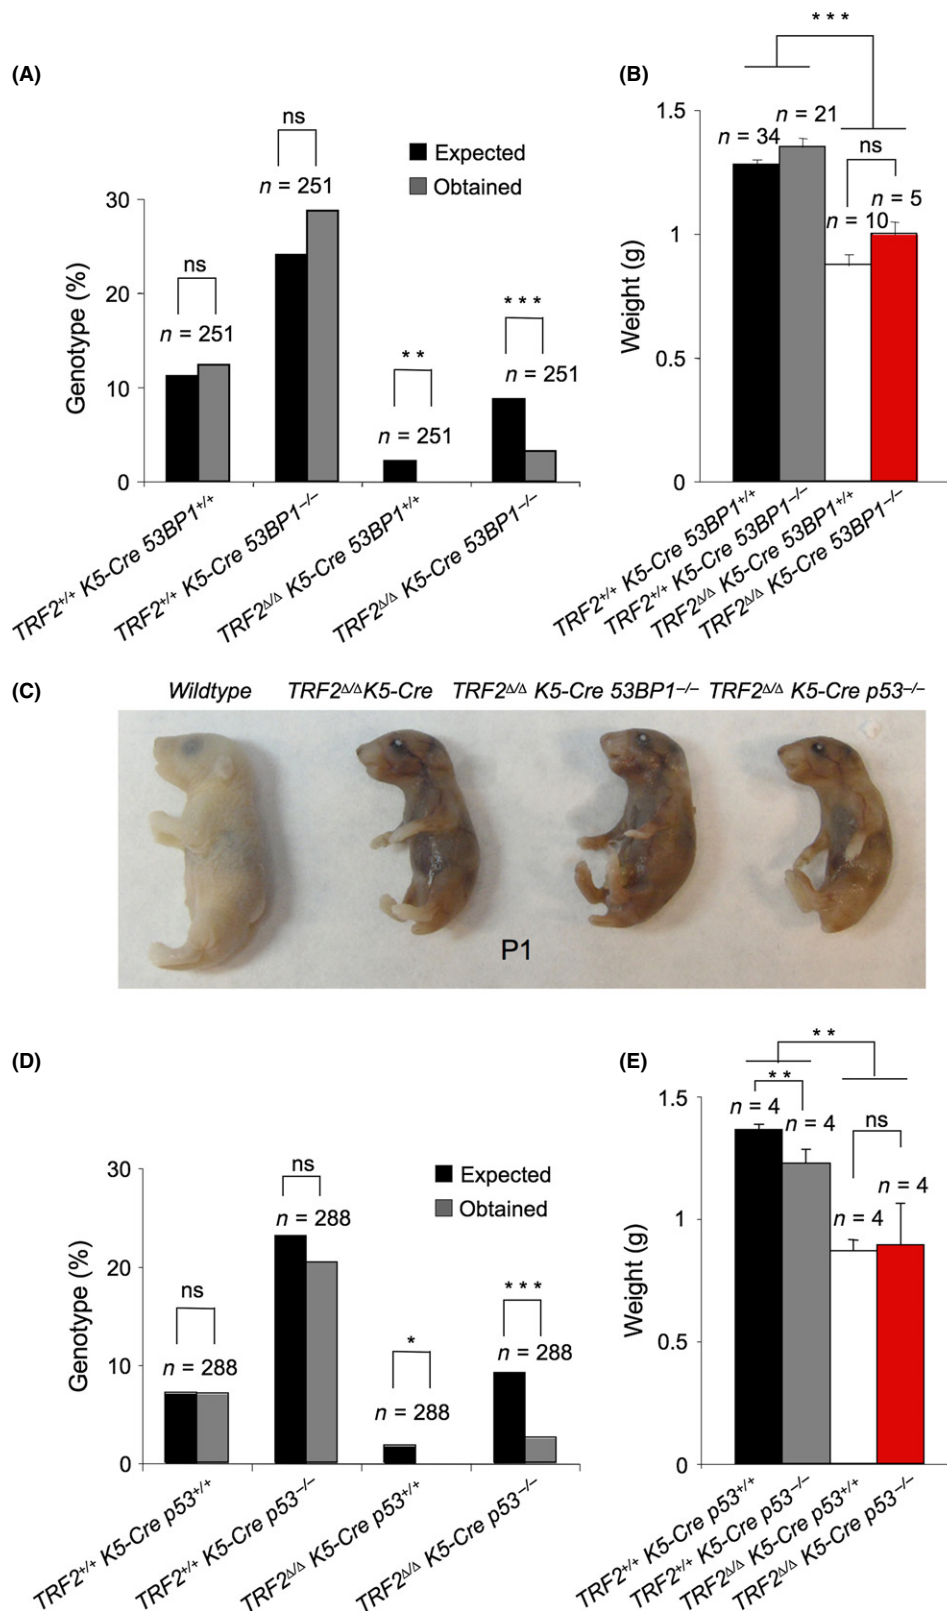 (A)
ns
ns
n = 251
n = 251
** 
n = 251
***
n = 251
Expected
Obtained
30
20
10
0
Genotype (%)
TRF2+/+ K5-Cre 53BP1+/+
TRF2+/+ K5-Cre 53BP1−/−
TRF2Δ/Δ K5-Cre 53BP1+/+
TRF2Δ/Δ K5-Cre 53BP1−/−
(B)
***
n = 34
n = 21
ns
n = 10
n = 5
1.5
1
0.5
0
Weight (g)
TRF2+/+ K5-Cre 53BP1+/+
TRF2+/+ K5-Cre 53BP1−/−
TRF2Δ/Δ K5-Cre 53BP1+/+
TRF2Δ/Δ K5-Cre 53BP1−/−
(C)
Wildtype
TRF2Δ/Δ K5-Cre
TRF2Δ/Δ K5-Cre 53BP1−/−
TRF2Δ/Δ K5-Cre p53−/−
P1
(D)
ns
n = 288
ns
n = 288
*
n = 288
***
n = 288
Expected
Obtained
30
20
10
0
Genotype (%)
TRF2+/+ K5-Cre p53+/+
TRF2+/+ K5-Cre p53−/−
TRF2Δ/Δ K5-Cre p53+/+
TRF2Δ/Δ K5-Cre p53−/−
(E)
**
**
n = 4
n = 4
ns
n = 4
n = 4
1.5
1
0.5
0
Weight (g)
TRF2+/+ K5-Cre p53+/+
TRF2+/+ K5-Cre p53−/−
TRF2Δ/Δ K5-Cre p53+/+
TRF2Δ/Δ K5-Cre p53−/−